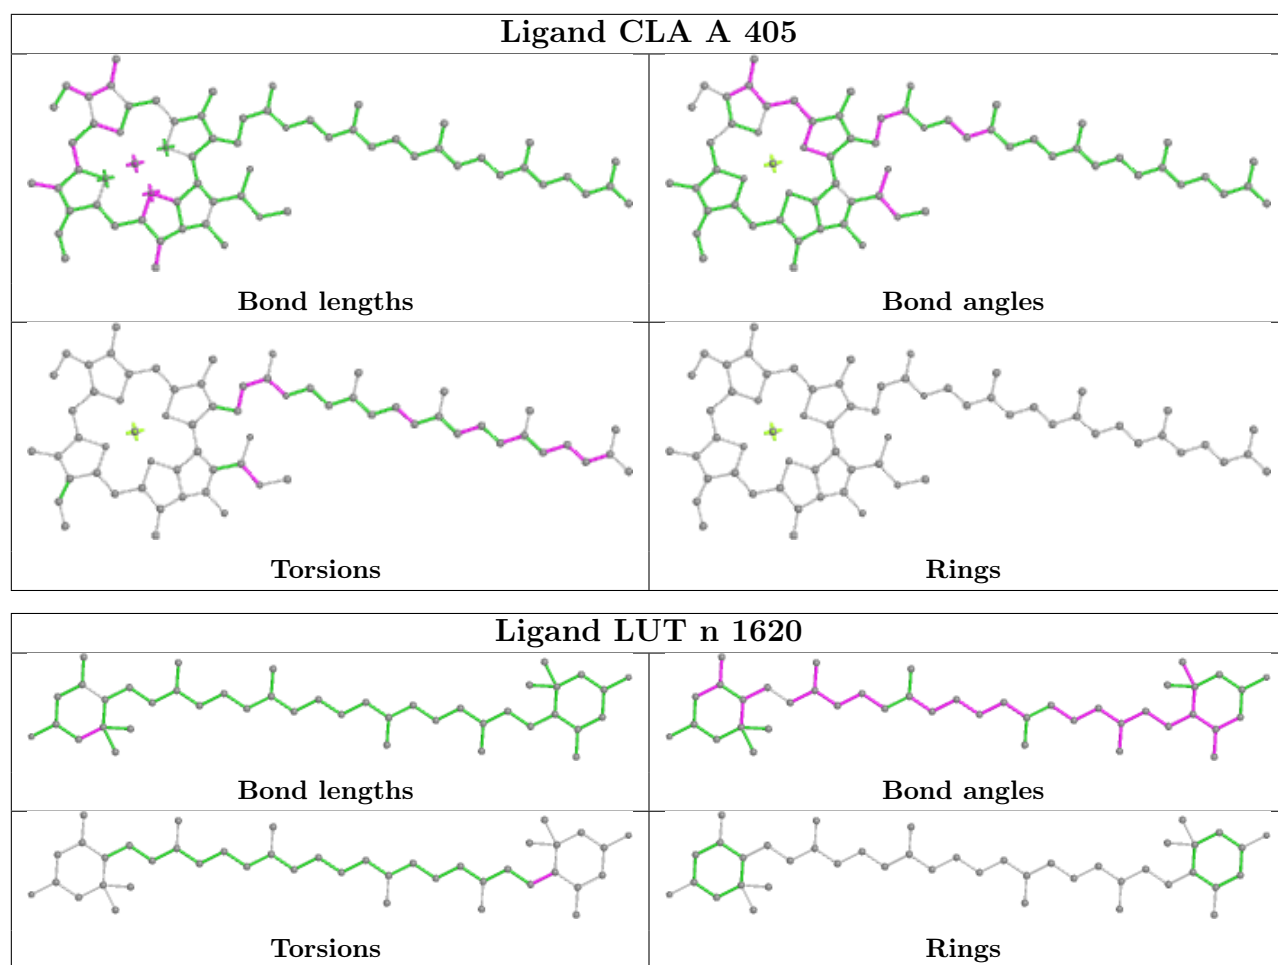 Ligand CLA A 405
Bond lengths
Bond angles
Torsions
Rings
Ligand LUT n 1620
Bond lengths
Bond angles
Torsions
Rings